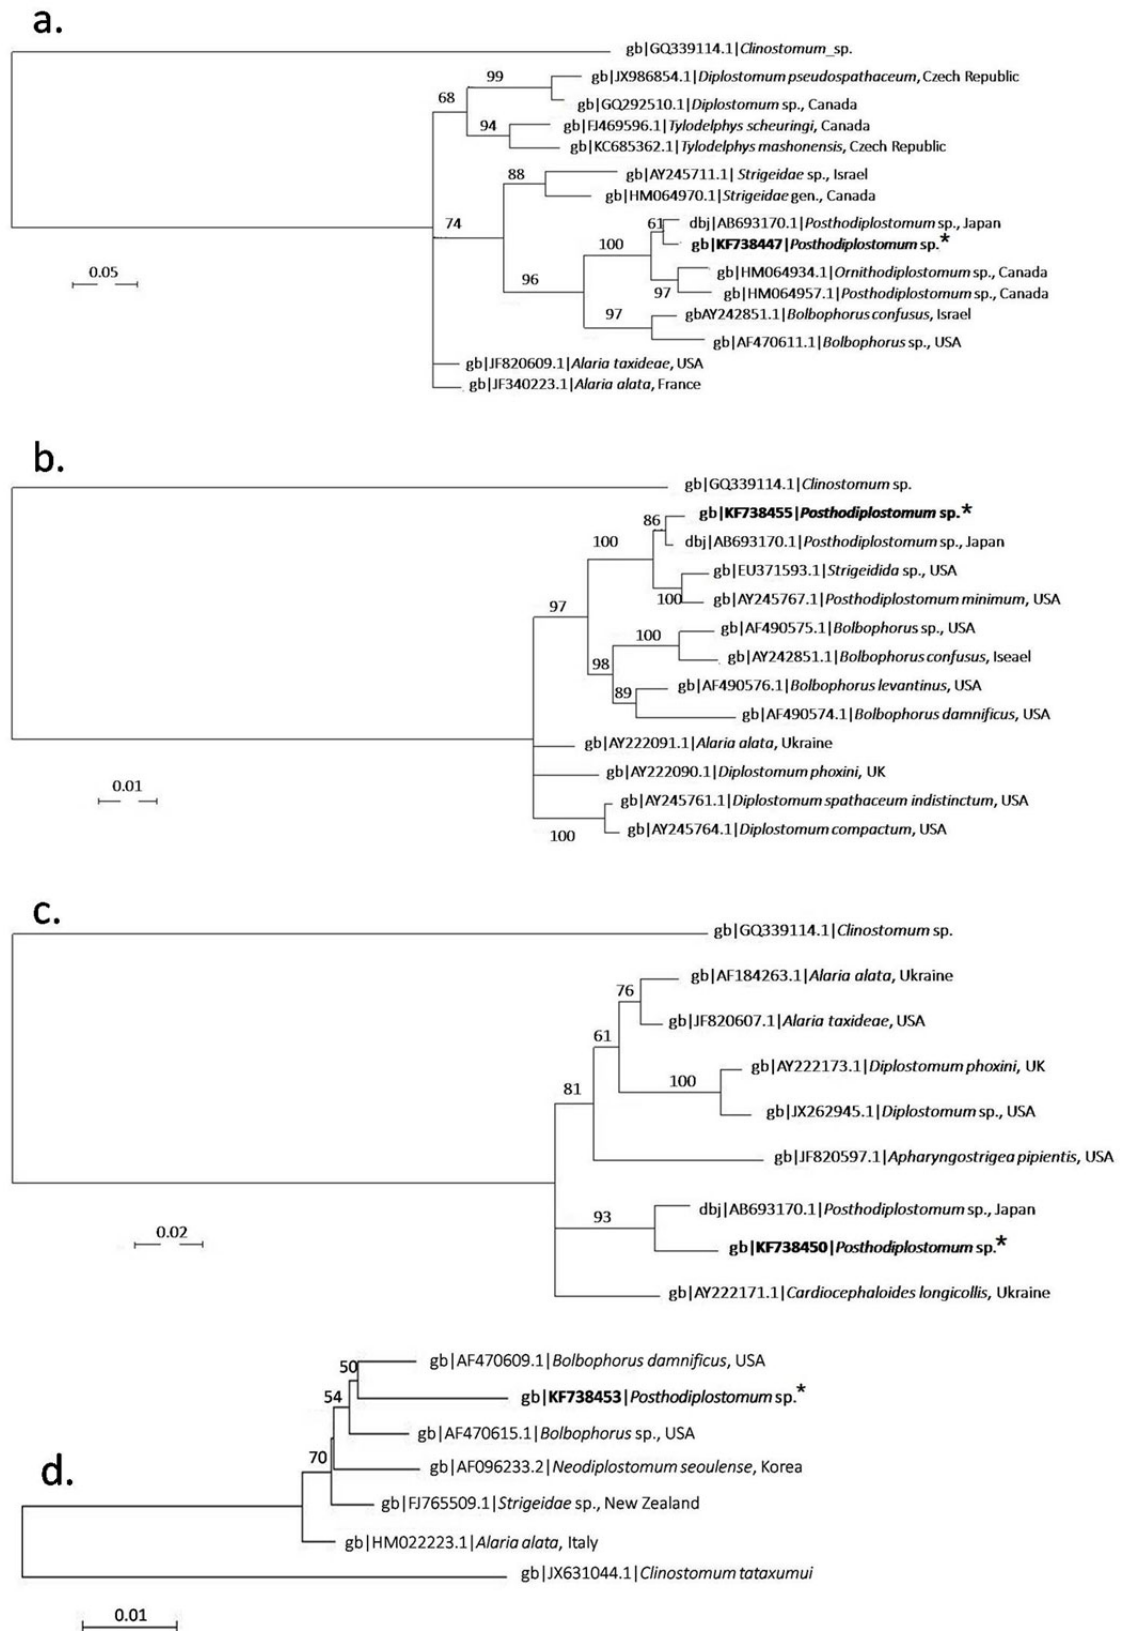 a.
gb|GQ339114.1|Clinostomum_sp.
99
gb|JX986854.1|Diplostomum pseudospathaceum, Czech Republic
68
gb|GQ292510.1|Diplostomum sp., Canada
94
gb|FJ469596.1|Tylodelphys scheuringi, Canada
gb|KC685362.1|Tylodelphys mashonensis, Czech Republic
88
gb|AY245711.1| Strigeidae sp., Israel
gb|HM064970.1|Strigeidae gen., Canada
74
61
dbj|AB693170.1|Posthodiplostomum sp., Japan
100
gb|KF738447|Posthodiplostomum sp.*
0.05
96
gb|HM064934.1|Ornithodiplostomum sp., Canada
97
gb|HM064957.1|Posthodiplostomum sp., Canada
97
gbAY242851.1|Bolbophorus confusus, Israel
gb|AF470611.1|Bolbophorus sp., USA
gb|JF820609.1|Alaria taxideae, USA
gb|JF340223.1|Alaria alata, France
b.
gb|GQ339114.1|Clinostomum sp.
86
gb|KF738455|Posthodiplostomum sp.*
100
dbj|AB693170.1|Posthodiplostomum sp., Japan
gb|EU371593.1|Strigeidida sp., USA
100
gb|AY245767.1|Posthodiplostomum minimum, USA
97
100
gb|AF490575.1|Bolbophorus sp., USA
98
gb|AY242851.1|Bolbophorus confusus, Iseael
89
gb|AF490576.1|Bolbophorus levantinus, USA
gb|AF490574.1|Bolbophorus damnificus, USA
gb|AY222091.1|Alaria alata, Ukraine
gb|AY222090.1|Diplostomum phoxini, UK
0.01
gb|AY245761.1|Diplostomum spathaceum indistinctum, USA
100
gb|AY245764.1|Diplostomum compactum, USA
c.
gb|GQ339114.1|Clinostomum sp.
76
gb|AF184263.1|Alaria alata, Ukraine
gb|JF820607.1|Alaria taxideae, USA
61
gb|AY222173.1|Diplostomum phoxini, UK
100
81
gb|JX262945.1|Diplostomum sp., USA
gb|JF820597.1|Apharyngostrigea pipientis, USA
93
dbj|AB693170.1|Posthodiplostomum sp., Japan
0.02
gb|KF738450|Posthodiplostomum sp.*
gb|AY222171.1|Cardiocephaloides longicollis, Ukraine
50
gb|AF470609.1|Bolbophorus damnificus, USA
54
gb|KF738453|Posthodiplostomum sp.*
gb|AF470615.1|Bolbophorus sp., USA
70
d.
gb|AF096233.2|Neodiplostomum seoulense, Korea
gb|FJ765509.1|Strigeidae sp., New Zealand
gb|HM022223.1|Alaria alata, Italy
gb|JX631044.1|Clinostomum tataxumui
0.01